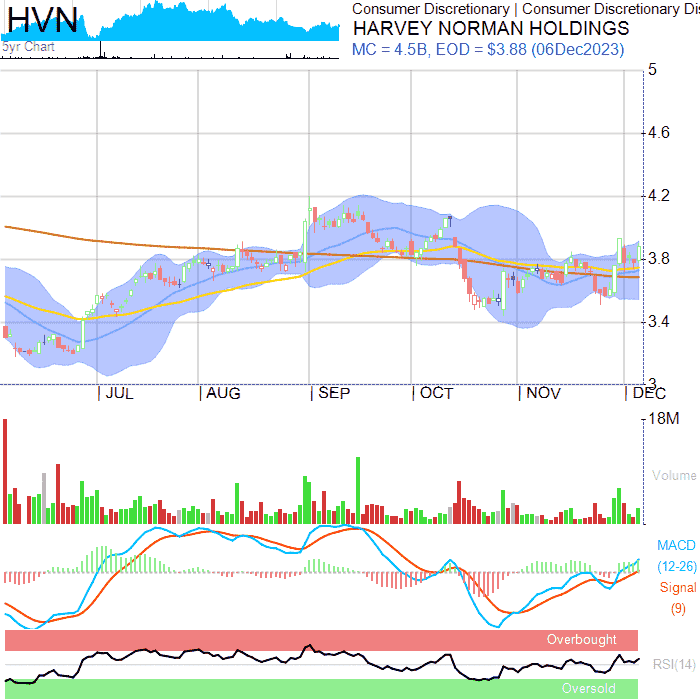 HVN
5yr Chart
Consumer Discretionary | Consumer Discretionary Dis
HARVEY NORMAN HOLDINGS
MC = 4.5B, EOD = $3.88 (06Dec2023)
5
4.6
4.2
3.8
3.4
3
| JUL | AUG | SEP | OCT | NOV | DEC
18M
Volume
MACD
(12-26)
Signal
(9)
Overbought
RSI(14)
Oversold